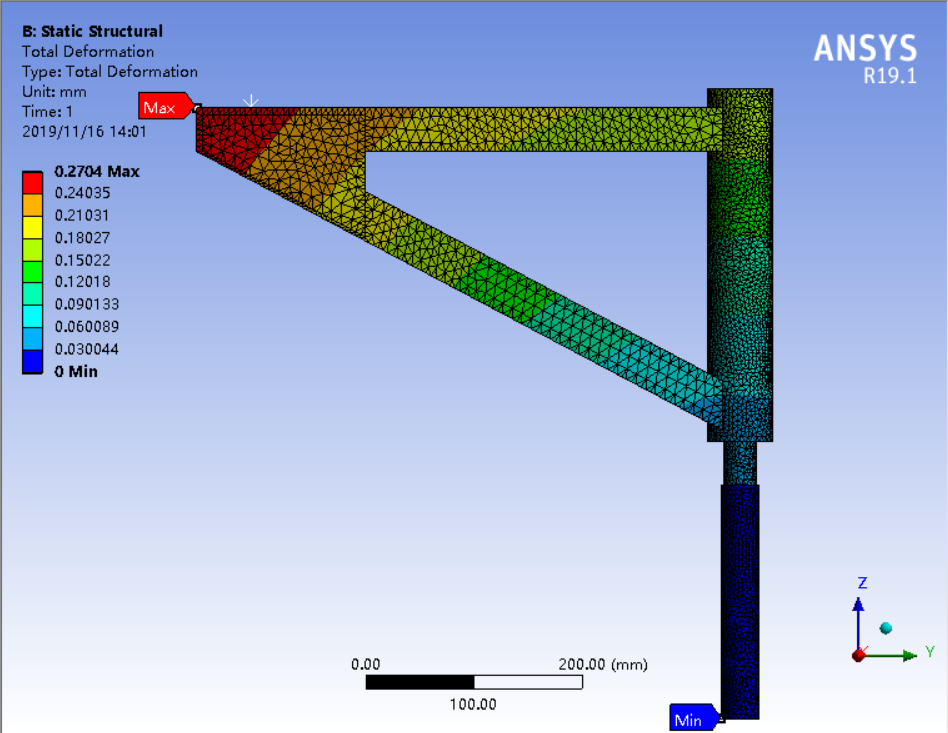 B: Static Structural
Total Deformation
Type: Total Deformation
Unit: mm
Time: 1
2019/11/16 14:01
ANSYS
R19.1
Max
0.2704 Max
0.24035
0.21031
0.18027
0.15022
0.12018
0.090133
0.060089
0.030044
0 Min
0.00
200.00 (mm)
100.00
Min
Z
Y